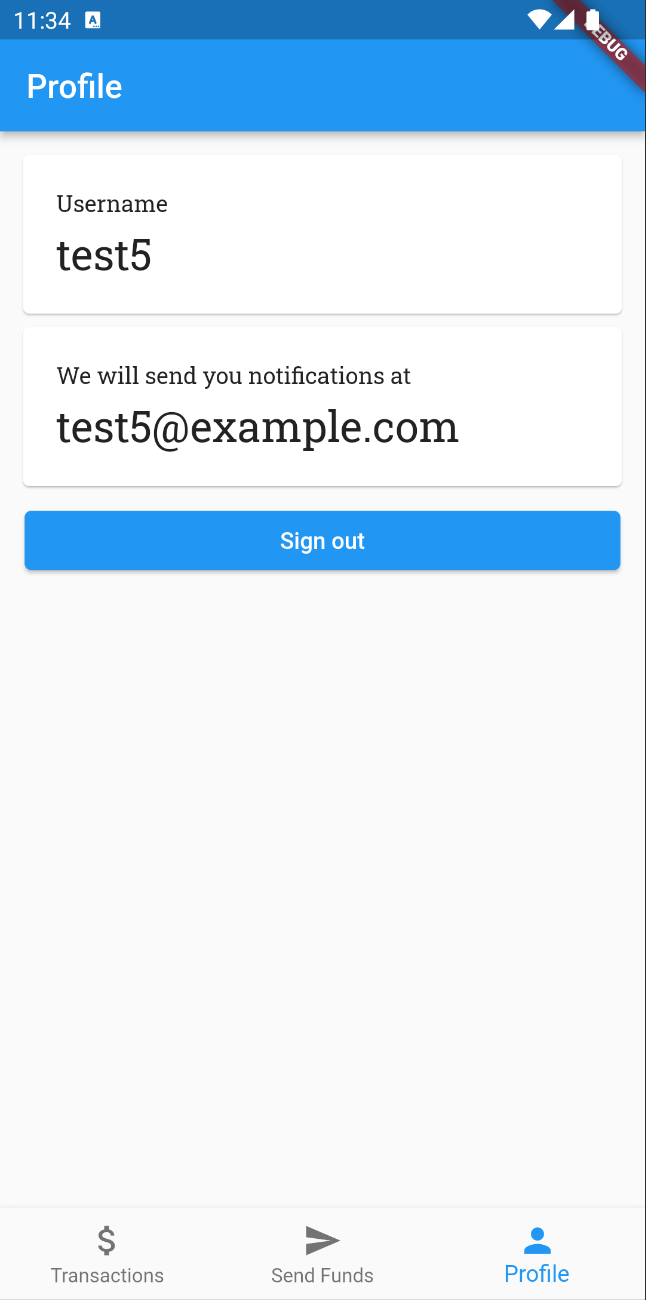 11:34
DEBUG
Profile
Username
test5
We will send you notifications at
test5@example.com
Sign out
Transactions
Send Funds
Profile